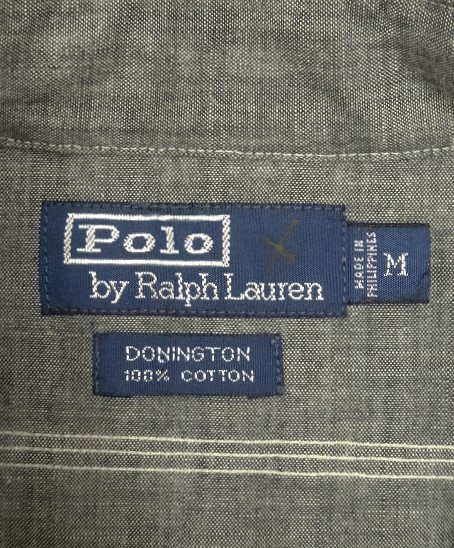 Polo
by Ralph Lauren
MADE IN
PHILIPPINES
M
DONINGTON
100% COTTON